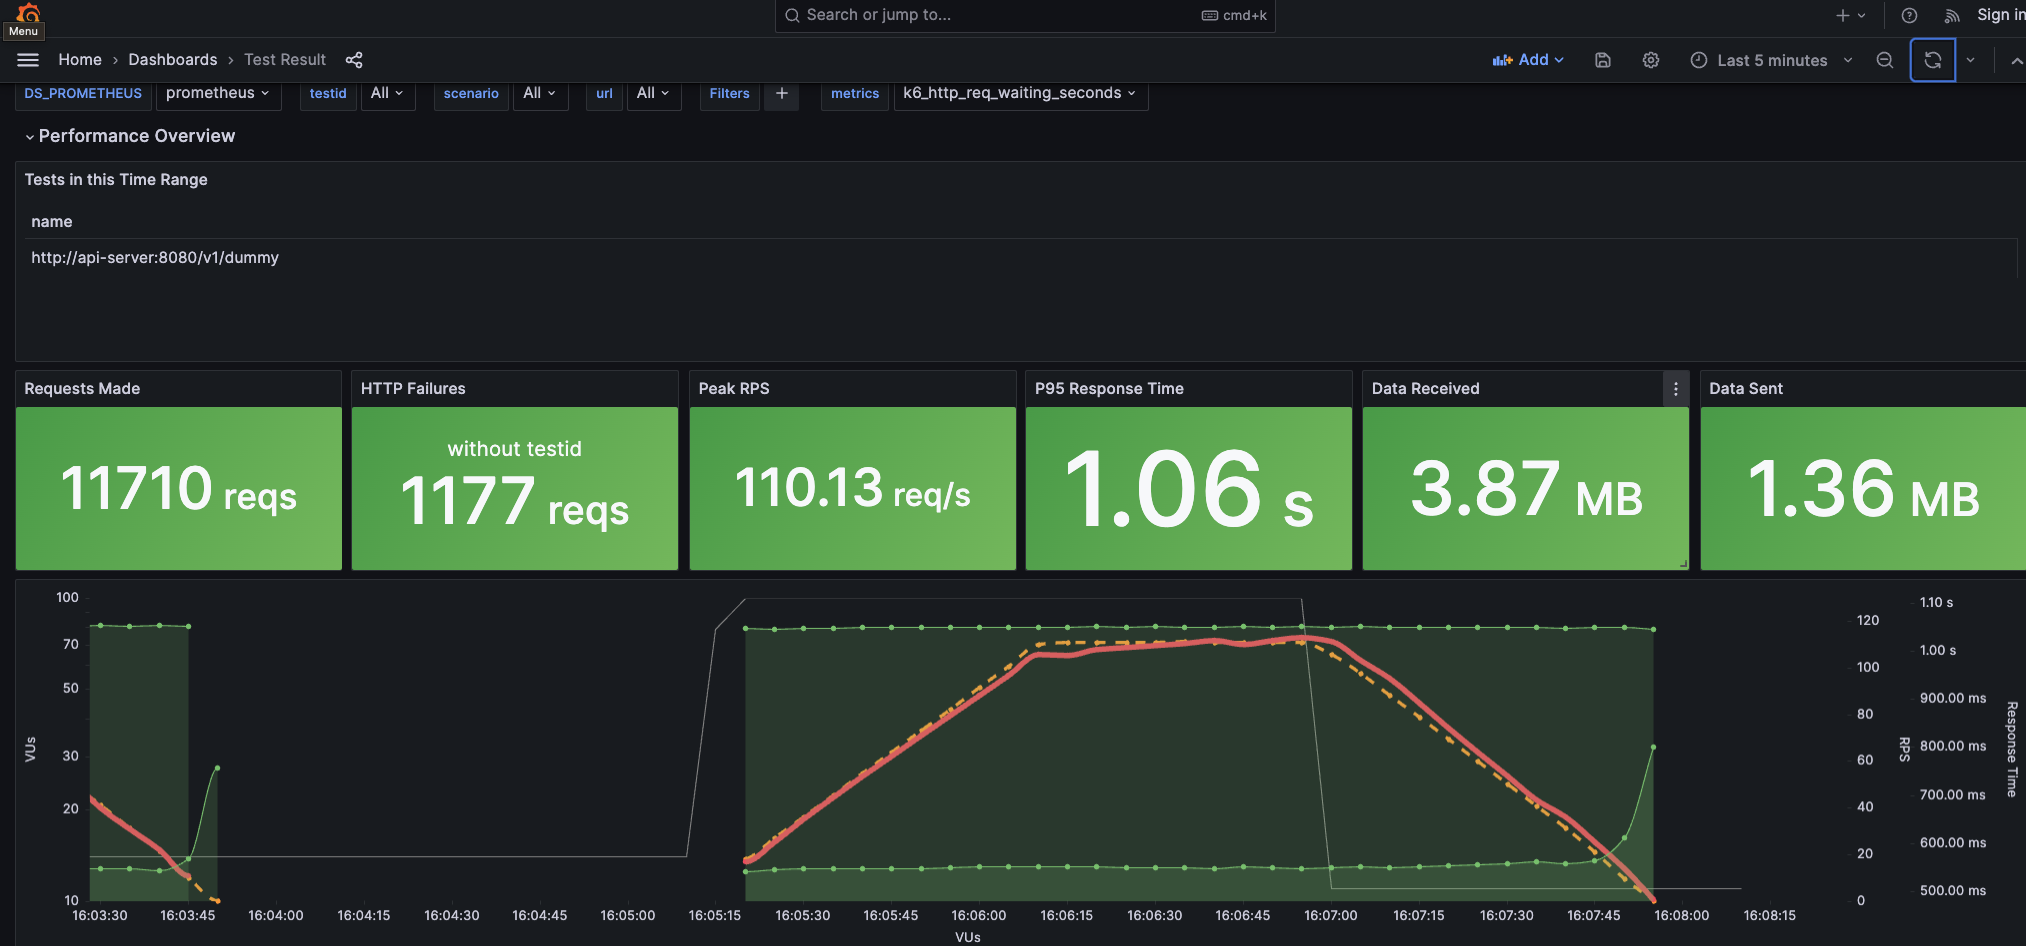 Search or jump to...
cmd+k
Sign in
Menu
Home
Dashboards
Test Result
Add
Last 5 minutes
DS_PROMETHEUS
prometheus
testid
All
scenario
All
url
All
Filters
+
metrics
k6_http_req_waiting_seconds
Performance Overview
Tests in this Time Range
name
http://api-server:8080/v1/dummy
Requests Made
11710 reqs
HTTP Failures
without testid
1177 reqs
Peak RPS
110.13 req/s
P95 Response Time
1.06 s
Data Received
3.87 MB
Data Sent
1.36 MB
100
70
50
30
20
10
VUs
120
100
80
60
40
20
0
RPS
1.10 s
1.00 s
900.00 ms
800.00 ms
700.00 ms
600.00 ms
500.00 ms
Response Time
16:03:30
16:03:45
16:04:00
16:04:15
16:04:30
16:04:45
16:05:00
16:05:15
16:05:30
16:05:45
16:06:00
16:06:15
16:06:30
16:06:45
16:07:00
16:07:15
16:07:30
16:07:45
16:08:00
16:08:15
VUs